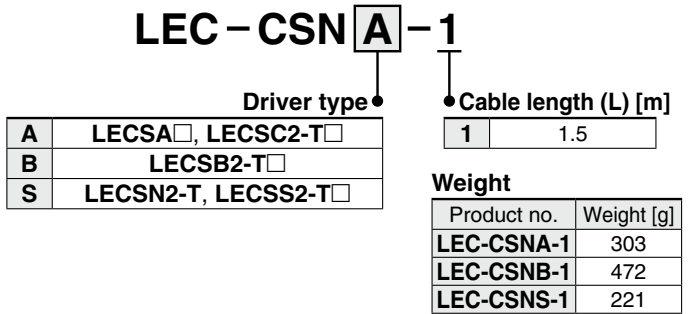 LEC－CSN A－1
Driver type
Cable length (L) [m]
A LECSA□, LECSC2-T□
B LECSB2-T□
S LECSN2-T, LECSS2-T□
1 1.5
Weight
Product no. Weight [g]
LEC-CSNA-1 303
LEC-CSNB-1 472
LEC-CSNS-1 221